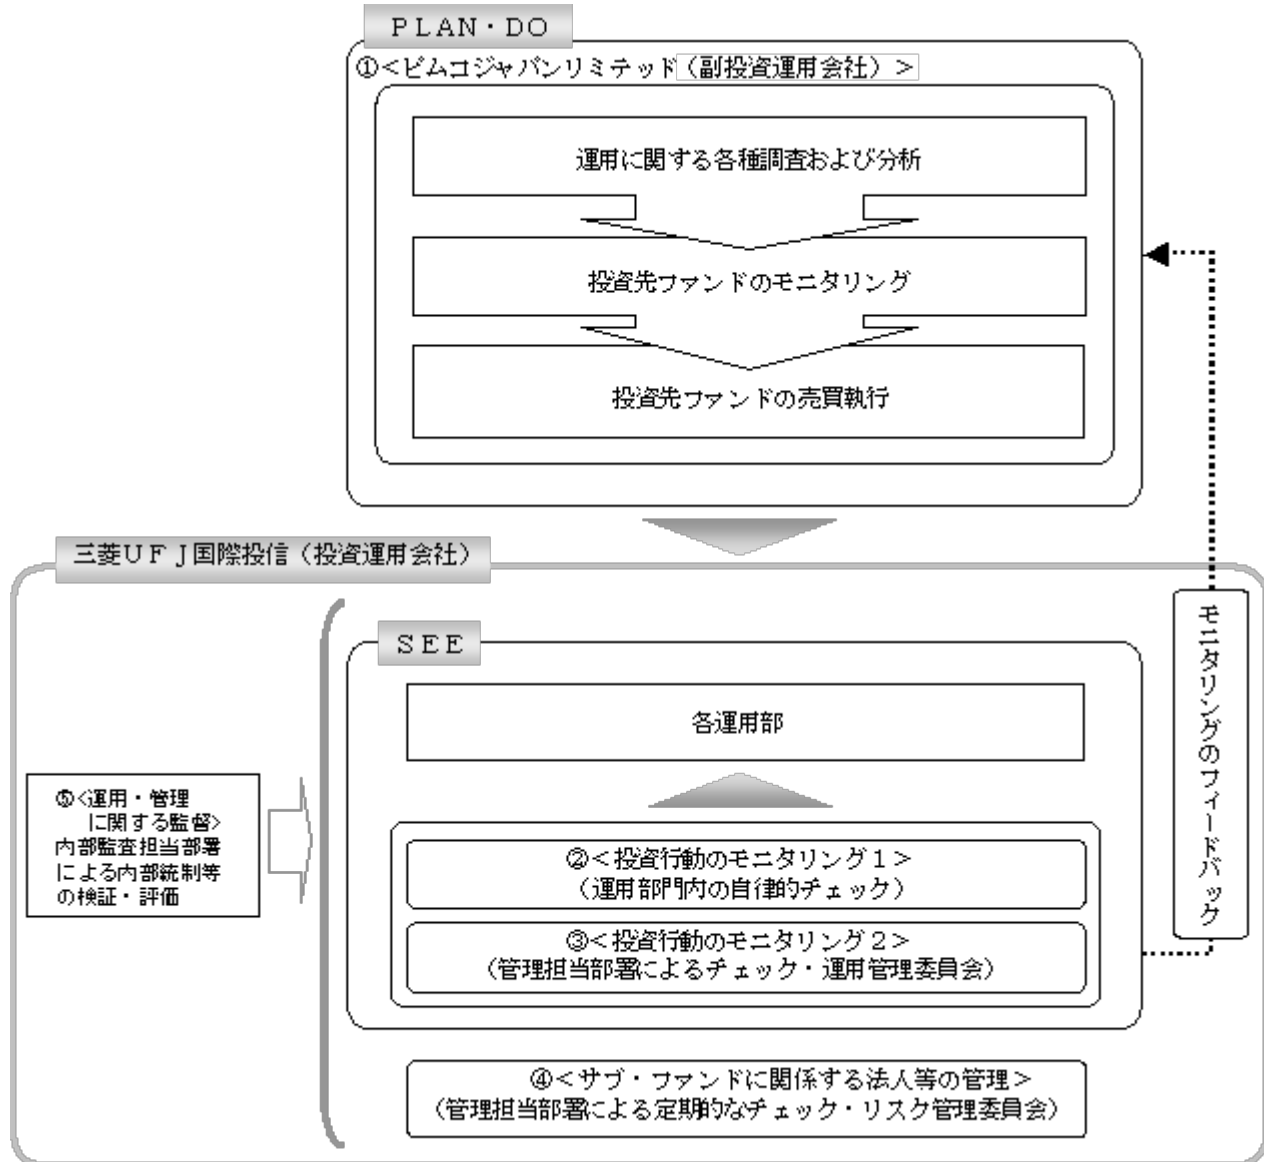 ＰＬＡＮ・ＤＯ
①＜ピムコジャパンリミテッド（副投資運用会社）＞
運用に関する各種調査および分析
投資先ファンドのモニタリング
投資先ファンドの売買執行
三菱ＵＦＪ国際投信（投資運用会社）
ＳＥＥ
各運用部
②＜投資行動のモニタリング１＞
（運用部門内の自律的チェック）
③＜投資行動のモニタリング２＞
（管理担当部署によるチェック・運用管理委員会）
④＜サブ・ファンドに関係する法人等の管理＞
（管理担当部署による定期的なチェック・リスク管理委員会）
⑤＜運用・管理
に関する監督＞
内部監査担当部署
による内部統制等
の検証・評価
モニタリングのフィードバック